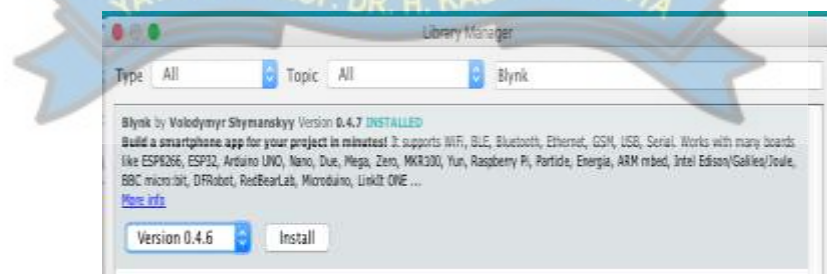 DR. H. KA
Library Manager
Type All Topic All Blynk
Blynk by Volodymyr Shymanskyy Version 0.4.7 INSTALLED
Build a smartphone app for your project in minutes! It supports WiFi, BLE, Bluetooth, Ethernet, GSM, USB, Serial. Works with many boards
like ESP8266, ESP32, Arduino UNO, Nano, Due, Mega, Zero, MKR100, Yun, Raspberry Pi, Particle, Energia, ARM mbed, Intel Edison/Galileo/Joule,
BBC micro:bit, DFRobot, RedBearLab, Microduino, LinkIt ONE ...
More info
Version 0.4.6 Install